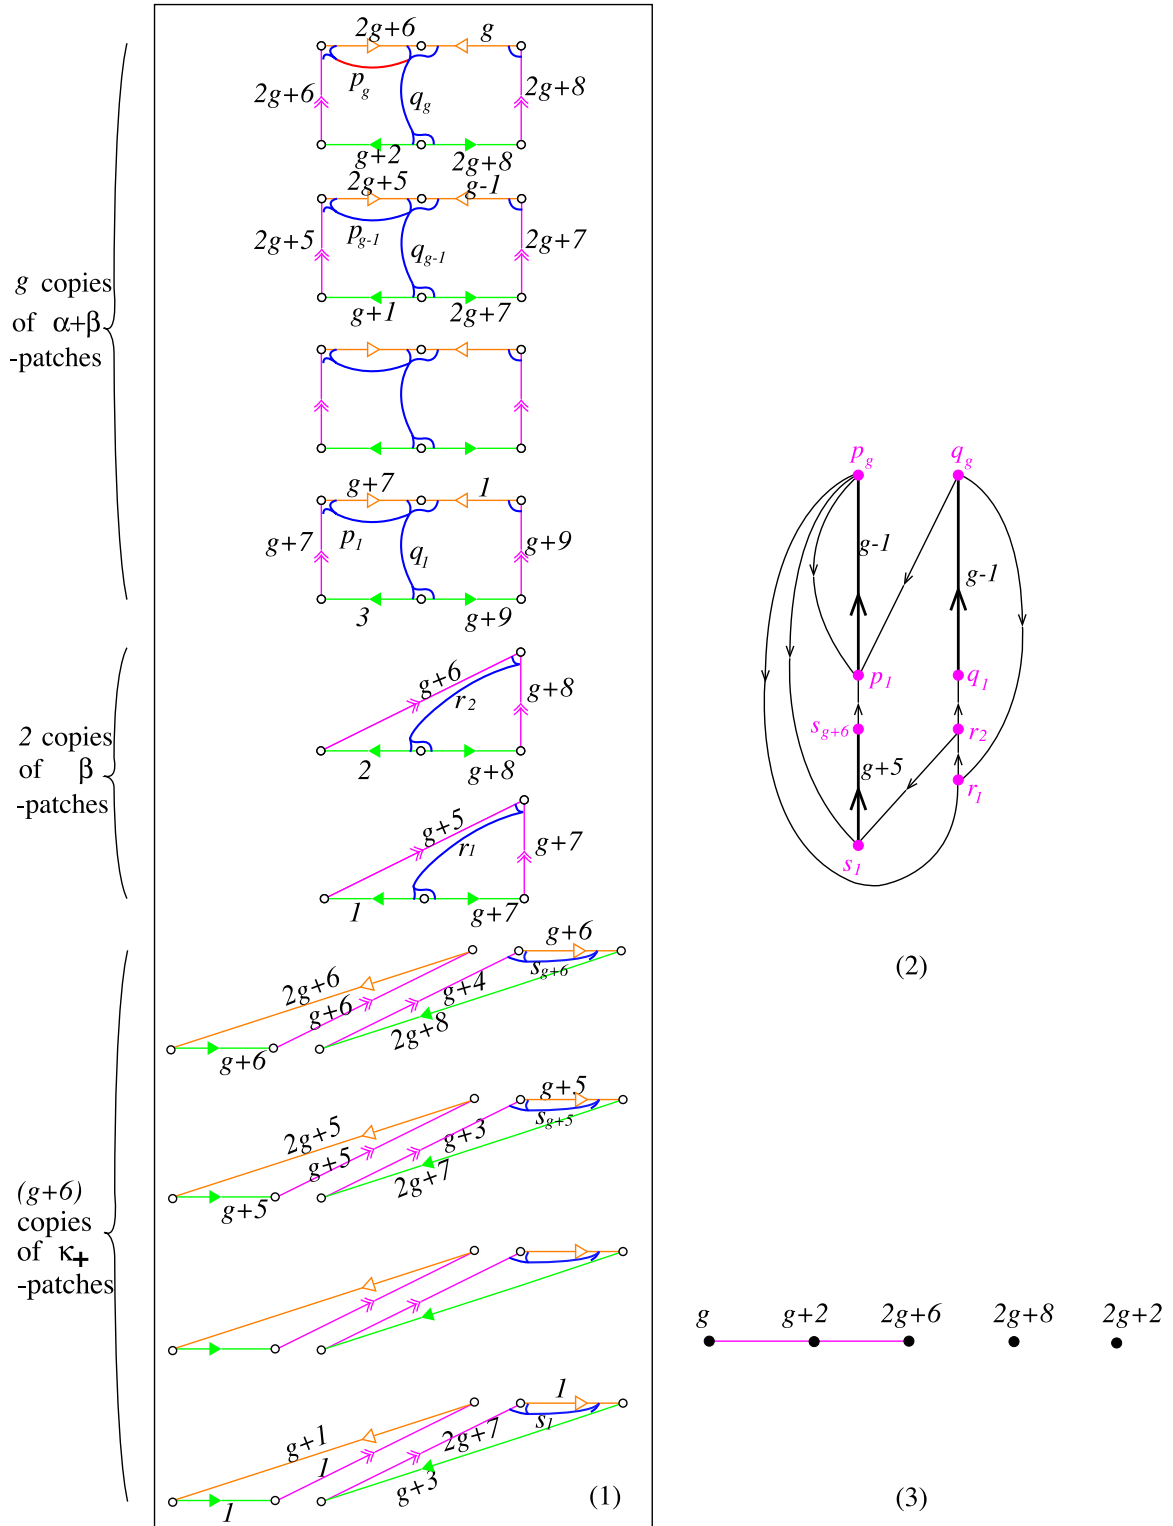 2g+6 g
p_g
2g+6 q_g 2g+8
g+2 2g+8
2g+5 g-1
2g+5 p_{g-1} q_{g-1} 2g+7
g+1 2g+7
g copies
of α+β
-patches
g+7 1
g+7 p_1 q_1 g+9
3 g+9
2 copies
of β
-patches
g+6 r_2 g+8
2 g+8
g+5 r_1 g+7
1 g+7
g+6
2g+6 s_{g+6}
g+6 g+4
g+6 2g+8
g+5
2g+5 s_{g+5}
g+5 g+3
g+5 2g+7
(g+6)
copies
of κ_+
-patches
1
g+1 s_1
1 2g+7
1 g+3
(1)
p_g q_g
g-1 g-1
p_1 q_1
s_{g+6} r_2
g+5 r_1
s_1
(2)
g g+2 2g+6 2g+8 2g+2
(3)